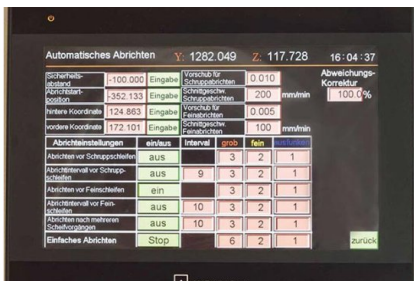 Automatisches Abrichten Y: 1282.049 Z: 117.728 16:04:37
Sicherheits-
abstand -100.000 Eingabe Vorschub für
Schruppabrichten 0.010
Abweichungs-
Korrektur
100.0%
Abrichtstart-
position -352.133 Eingabe Schnittgeschw.
Schruppabrichten 200 mm/min
hintere Koordinate 124.863 Eingabe Vorschub für
Feinabrichten 0.005
vordere Koordinate 172.101 Eingabe Schnittgeschw.
Feinabrichten 100 mm/min
Abrichteinstellungen ein/aus Interval grob fein ausfunken
Abrichten vor Schruppschleifen aus 3 2 1
Abrichtintervall vor Schrupp-
schleifen aus 9 3 2 1
Abrichten vor Feinschleifen ein 3 2 1
Abrichtintervall vor Fein-
schleifen aus 10 3 2 1
Abrichten nach mehreren
Scheifvorgängen aus 10 3 2 1
Einfaches Abrichten Stop 6 2 1 zurück